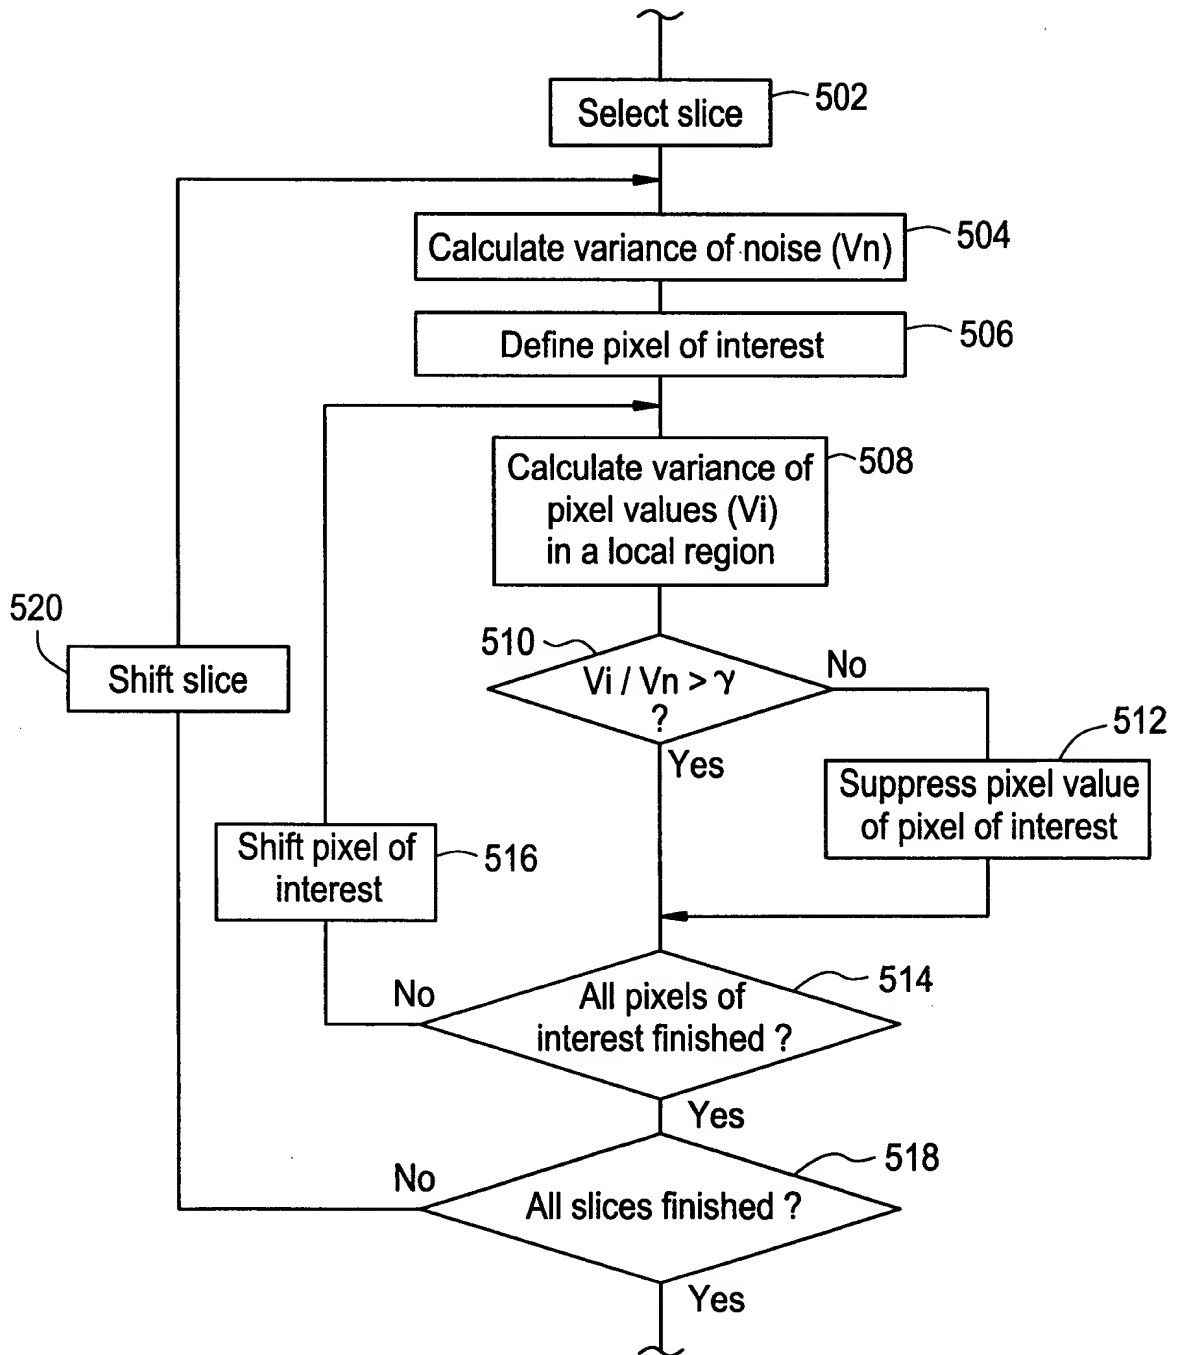 Select slice
502
Calculate variance of noise (Vn)
504
Define pixel of interest
506
Calculate variance of
pixel values (Vi)
in a local region
508
510
Vi / Vn > γ
?
No
Yes
512
Suppress pixel value
of pixel of interest
520
Shift slice
Shift pixel of
interest
516
No
All pixels of
interest finished ?
514
Yes
No
All slices finished ?
518
Yes